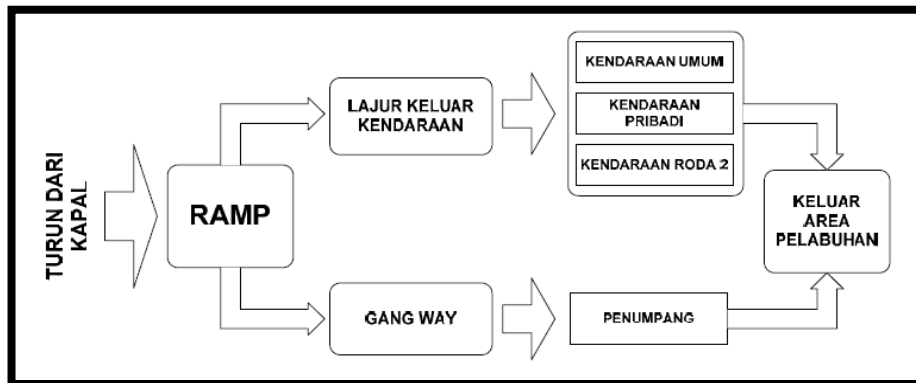 TURUN DARI
KAPAL
RAMP
LAJUR KELUAR
KENDARAAN
KENDARAAN UMUM
KENDARAAN
PRIBADI
KENDARAAN RODA 2
KELUAR
AREA
PELABUHAN
GANG WAY
PENUMPANG